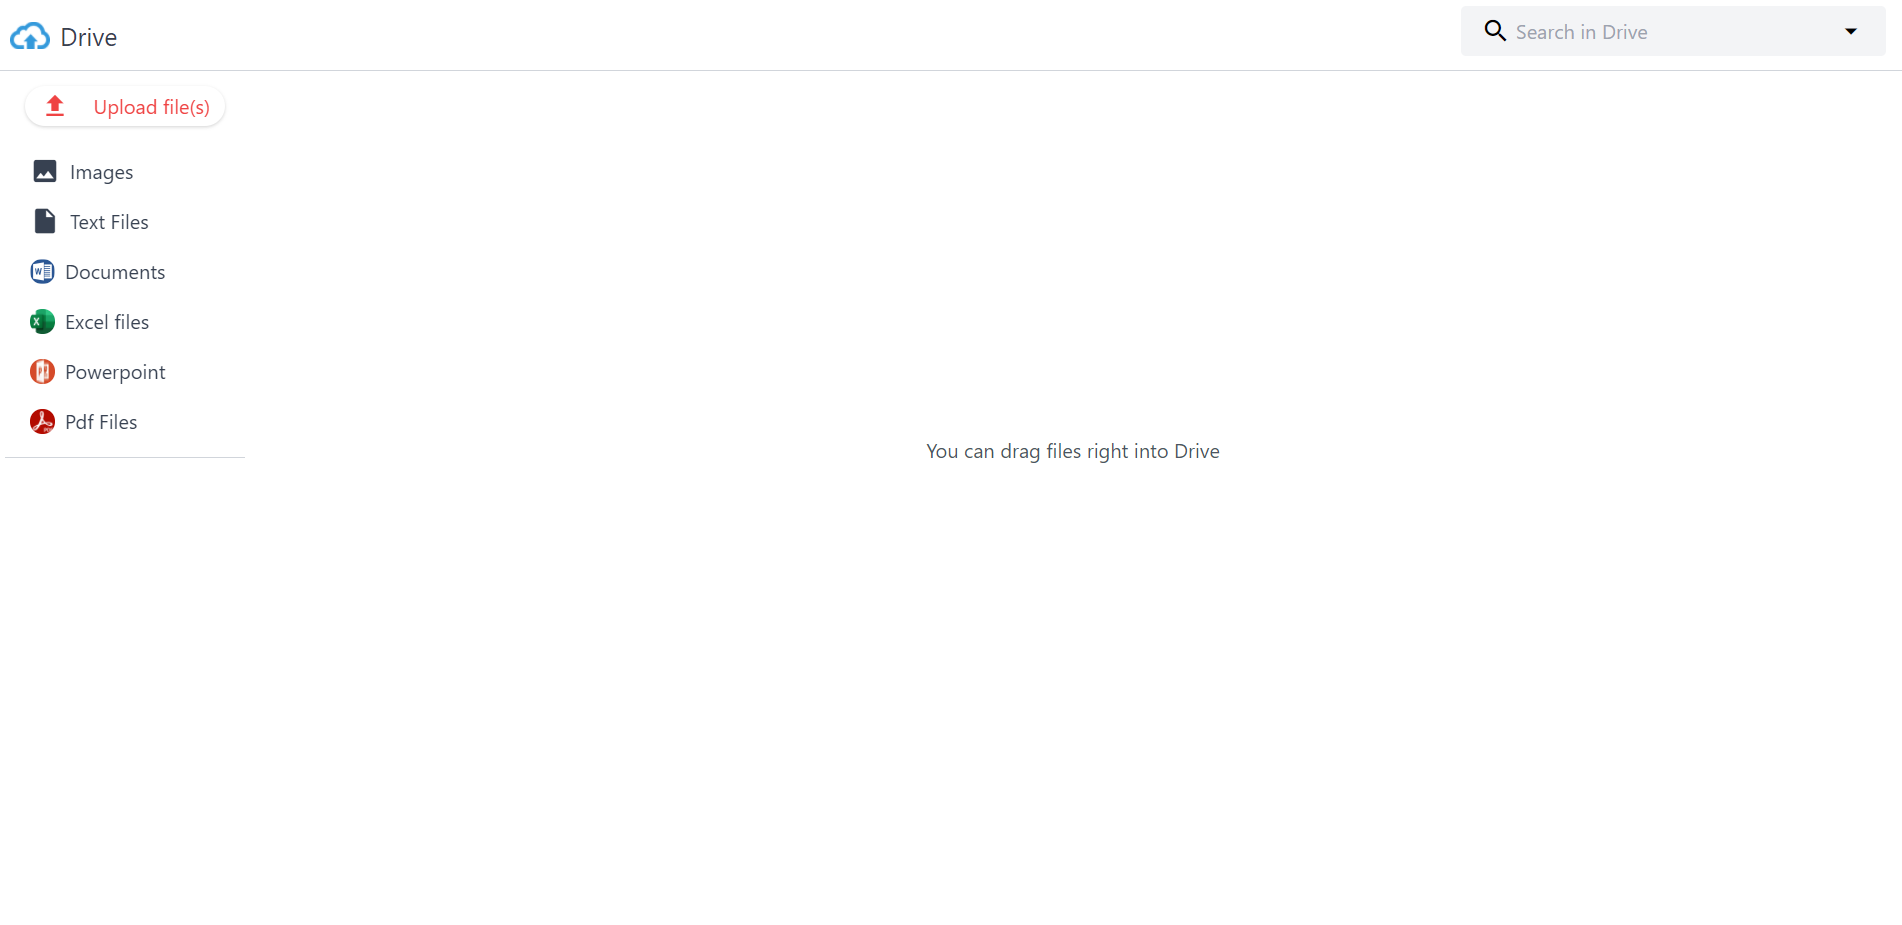 Drive
Search in Drive
Upload file(s)
Images
Text Files
Documents
Excel files
Powerpoint
Pdf Files
You can drag files right into Drive